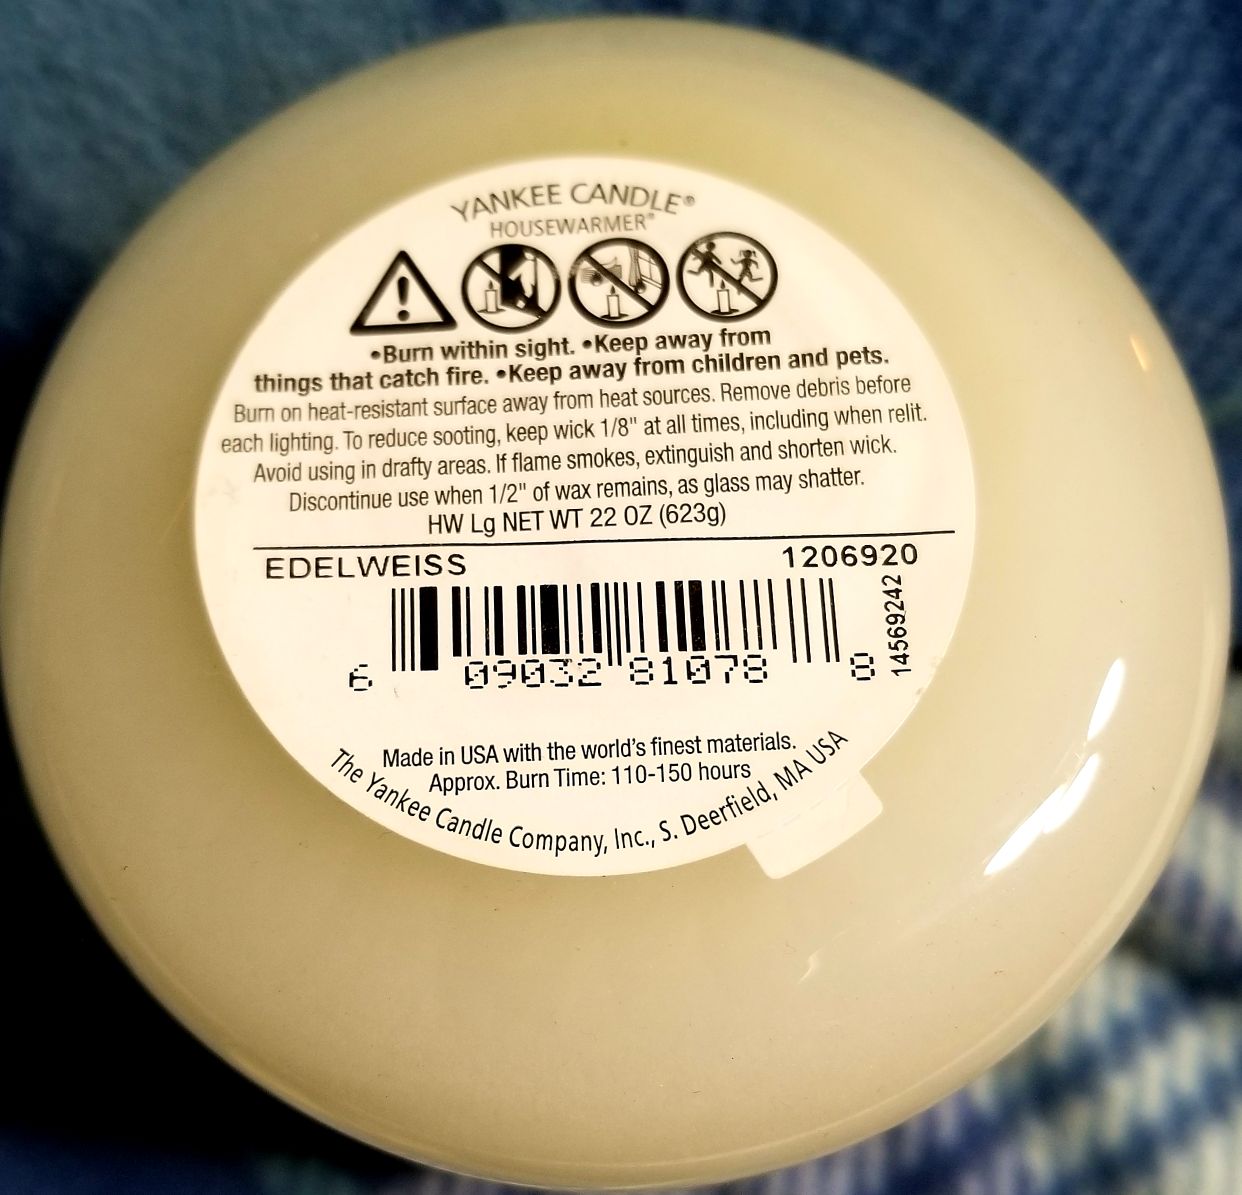 YANKEE CANDLE®
HOUSEWARMER®
•Burn within sight. •Keep away from
things that catch fire. •Keep away from children and pets.
Burn on heat-resistant surface away from heat sources. Remove debris before
each lighting. To reduce sooting, keep wick 1/8" at all times, including when relit.
Avoid using in drafty areas. If flame smokes, extinguish and shorten wick.
Discontinue use when 1/2" of wax remains, as glass may shatter.
HW Lg NET WT 22 OZ (623g)
EDELWEISS 1206920
6 09032 81078 8
14569242
Made in USA with the world's finest materials.
Approx. Burn Time: 110-150 hours
The Yankee Candle Company, Inc., S. Deerfield, MA USA